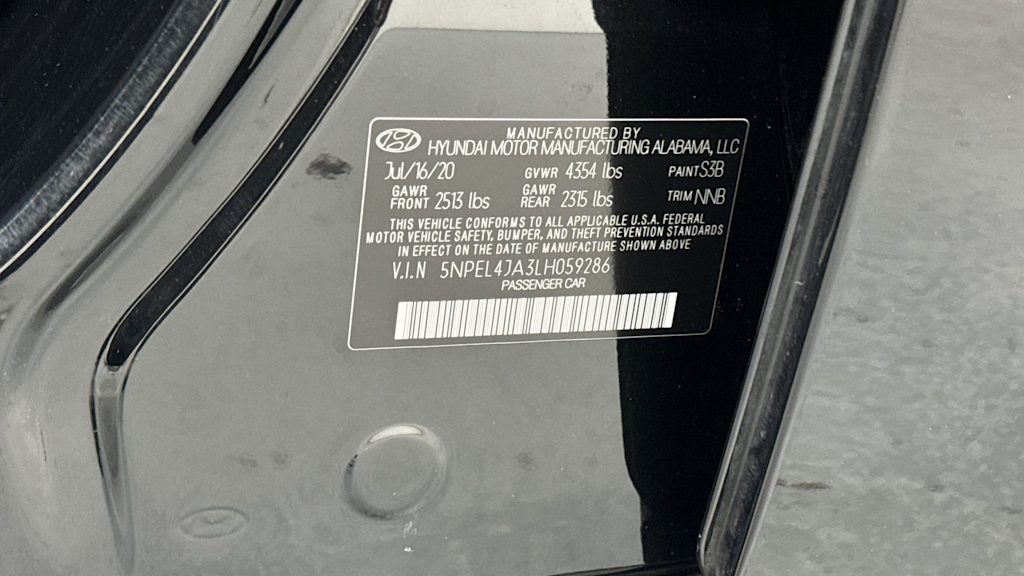 MANUFACTURED BY
HYUNDAI MOTOR MANUFACTURING ALABAMA, LLC
Jul/16/20 GVWR 4354 lbs PAINT S3B
GAWR FRONT 2513 lbs GAWR REAR 2315 lbs TRIM NNB
THIS VEHICLE CONFORMS TO ALL APPLICABLE U.S.A. FEDERAL
MOTOR VEHICLE SAFETY, BUMPER, AND THEFT PREVENTION STANDARDS
IN EFFECT ON THE DATE OF MANUFACTURE SHOWN ABOVE
V.I.N 5NPEL4JA3LH059286
PASSENGER CAR